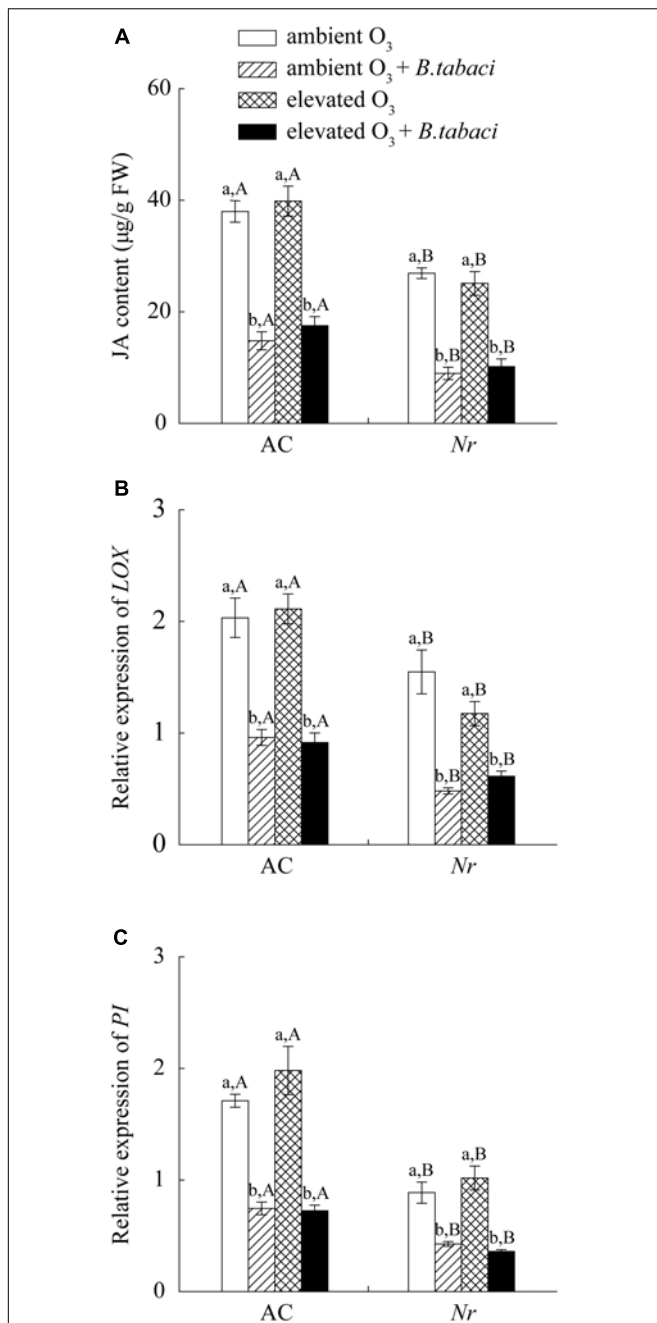 A
ambient O3
ambient O3 + B.tabaci
elevated O3
elevated O3 + B.tabaci
JA content (μg/g FW)
60
40
20
0
a,A
b,A
a,A
b,A
a,B
b,B
a,B
b,B
AC
Nr
B
Relative expression of LOX
3
2
1
0
a,A
b,A
a,A
b,A
a,B
b,B
a,B
b,B
AC
Nr
C
Relative expression of PI
3
2
1
0
a,A
b,A
a,A
b,A
a,B
b,B
a,B
b,B
AC
Nr